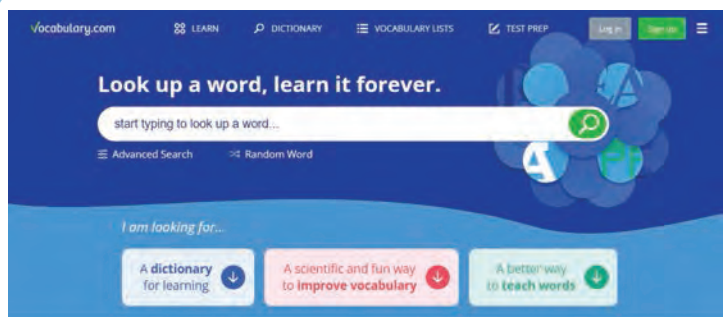 Vocabulary.com LEARN DICTIONARY VOCABULARY LISTS TEST PREP Log in Sign Up
Look up a word, learn it forever.
start typing to look up a word...
Advanced Search Random Word
I am looking for...
A dictionary
for learning
A scientific and fun way
to improve vocabulary
A better way
to teach words